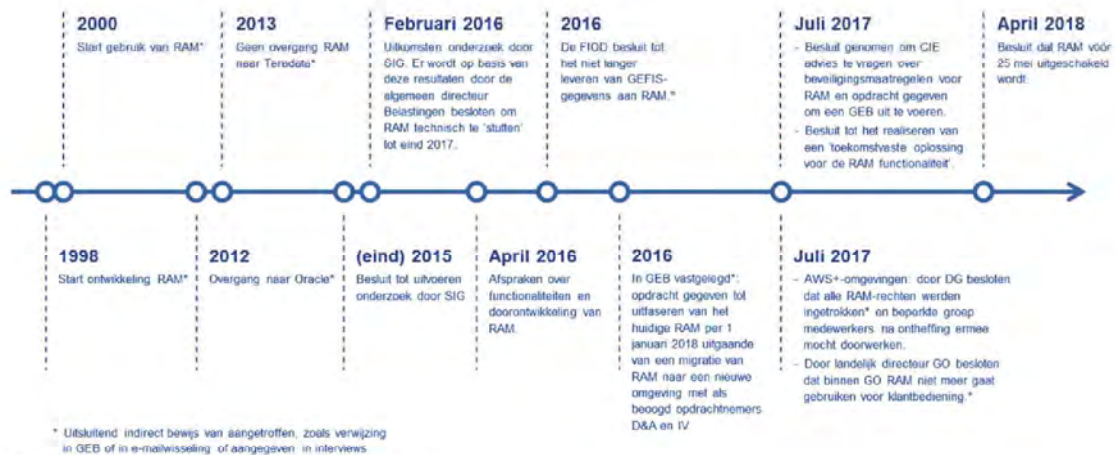 2000
Start gebruik van RAM*
2013
Geen overgang RAM
naar Teradata*
Februari 2016
Uitkomsten onderzoek door
SIG. Er wordt op basis van
deze resultaten door de
algemeen directeur
Belastingen besloten om
RAM technisch te 'stutten'
tot eind 2017.
2016
De FIOD besluit tot
het niet langer
leveren van GEFIS-
gegevens aan RAM.*
Juli 2017
- Besluit genomen om CIE
advies te vragen over
beveiligingsmaatregelen voor
RAM en opdracht gegeven
om een GEB uit te voeren.
- Besluit tot het realiseren van
een 'toekomstvaste oplossing
voor de RAM functionaliteit'.
April 2018
Besluit dat RAM vóór
25 mei uitgeschakeld
wordt.
1998
Start ontwikkeling RAM*
2012
Overgang naar Oracle*
(eind) 2015
Besluit tot uitvoeren
onderzoek door SIG
April 2016
Afspraken over
functionaliteiten en
doorontwikkeling van
RAM.
2016
In GEB vastgelegd*:
opdracht gegeven tot
uitfaseren van het
huidige RAM per 1
januari 2018 uitgaande
van een migratie van
RAM naar een nieuwe
omgeving met als
beoogd opdrachtnemers
D&A en IV
Juli 2017
- AWS+-omgevingen: door DG besloten
dat alle RAM-rechten werden
ingetrokken* en beperkte groep
medewerkers na ontheffing ermee
mocht doorwerken.
- Door landelijk directeur GO besloten
dat binnen GO RAM niet meer gaat
gebruiken voor klantbediening.*
* Uitsluitend indirect bewijs van aangetroffen, zoals verwijzing
in GEB of in e-mailwisseling of aangegeven in interviews